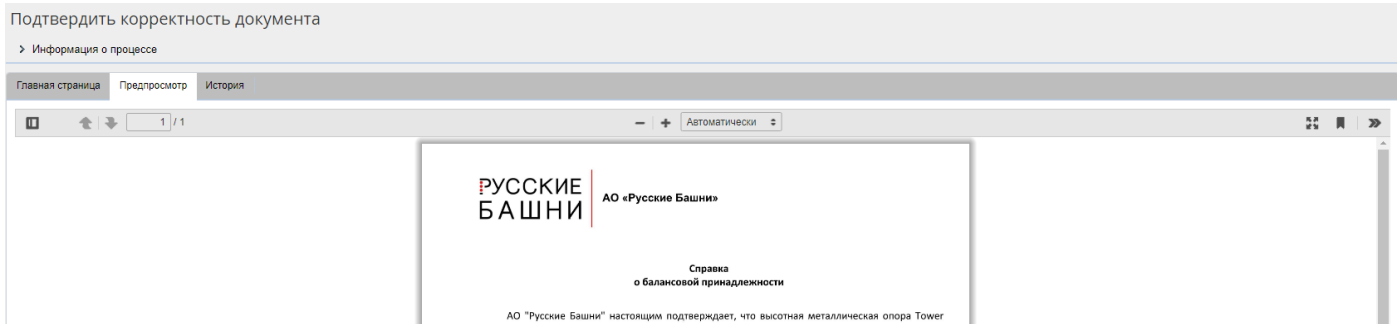 Подтвердить корректность документа
Информация о процессе
Главная страница Предпросмотр История
1 / 1 Автоматически
РУССКИЕ
БАШНИ
АО «Русские Башни»
Справка
о балансовой принадлежности
АО "Русские Башни" настоящим подтверждает, что высотная металлическая опора Tower